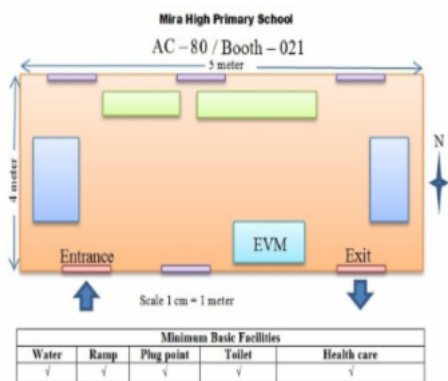 Mira High Primary School
AC – 80 / Booth – 021
5 meter
4 meter
N
EVM
Entrance
Exit
Scale 1 cm = 1 meter
Minimum Basic Facilities
Water Ramp Plug point Toilet Health care
√ √ √ √ √